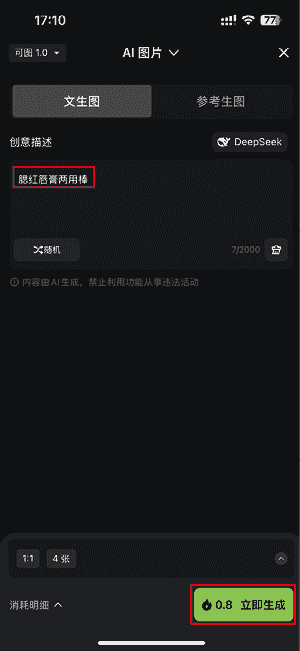 17:10
77
可图 1.0
AI 图片
文生图
参考生图
创意描述
DeepSeek
腮红唇膏两用棒
随机
7/2000
内容由AI生成，禁止利用功能从事违法活动
1:1
4 张
消耗明细
0.8 立即生成